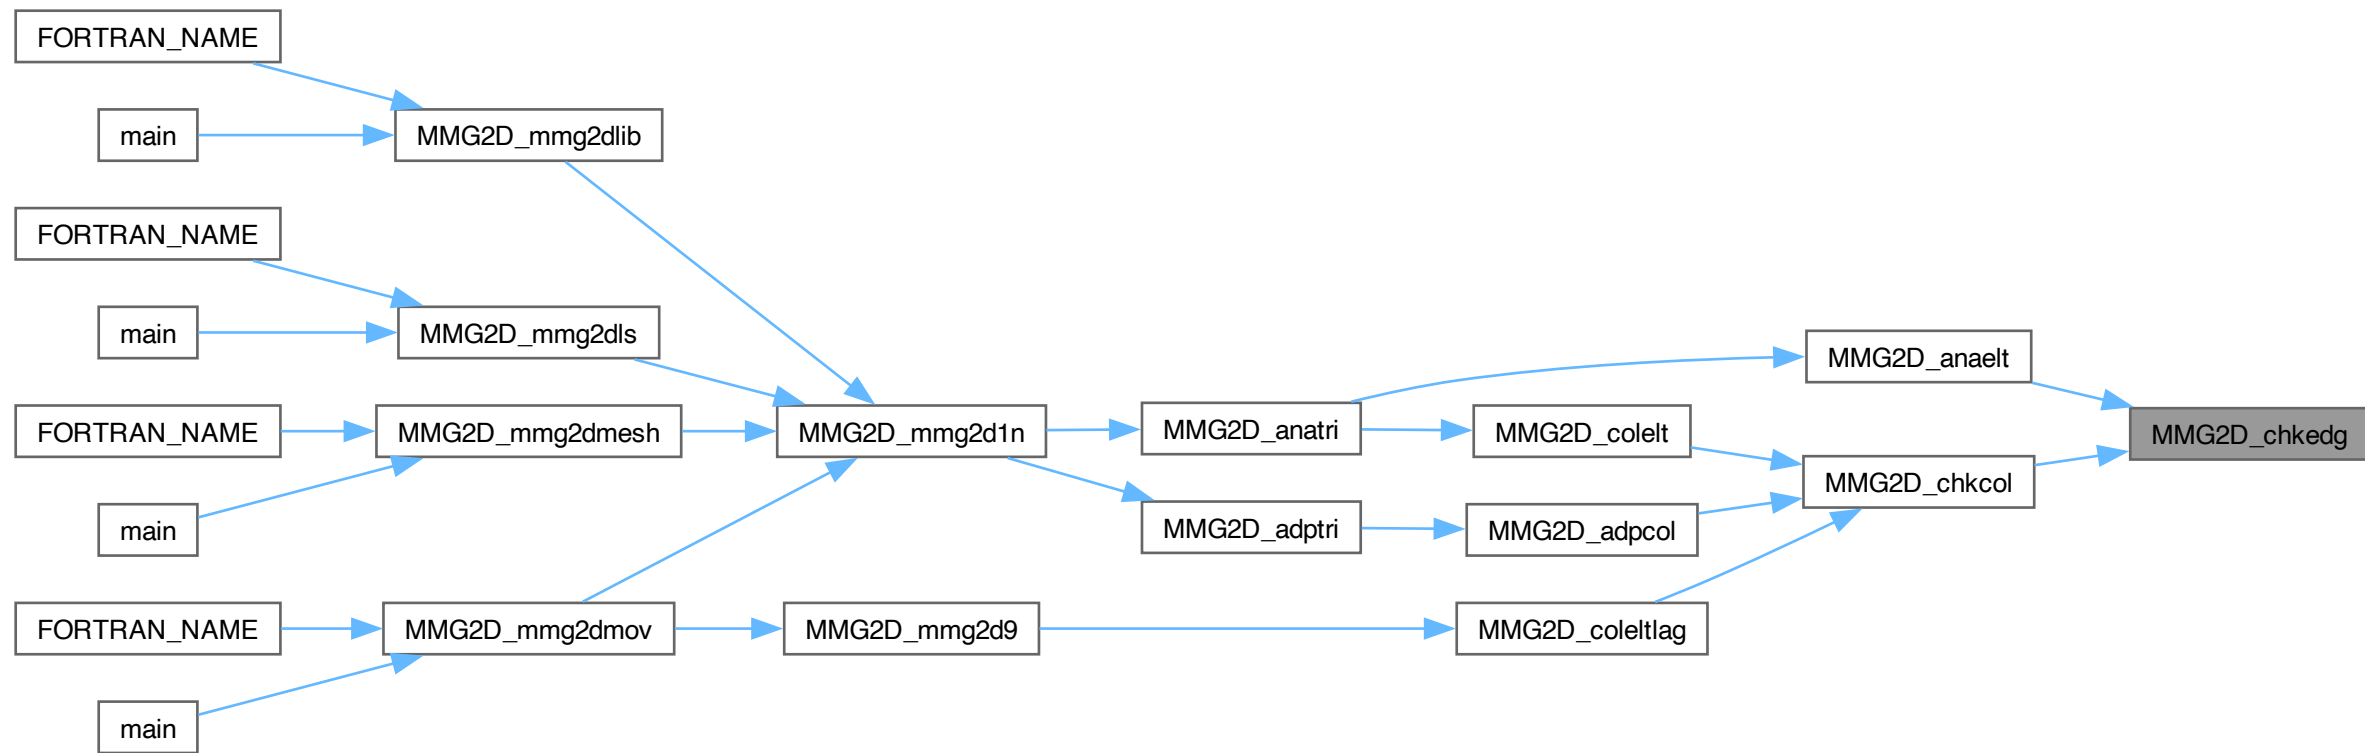 FORTRAN_NAME
main
MMG2D_mmg2dlib
FORTRAN_NAME
main
MMG2D_mmg2dls
FORTRAN_NAME
main
MMG2D_mmg2dmesh
MMG2D_mmg2d1n
MMG2D_anatri
MMG2D_colelt
MMG2D_anaelt
MMG2D_chkedg
MMG2D_chkcol
MMG2D_adptri
MMG2D_adpcol
FORTRAN_NAME
MMG2D_mmg2dmov
MMG2D_mmg2d9
MMG2D_coleltlag
main